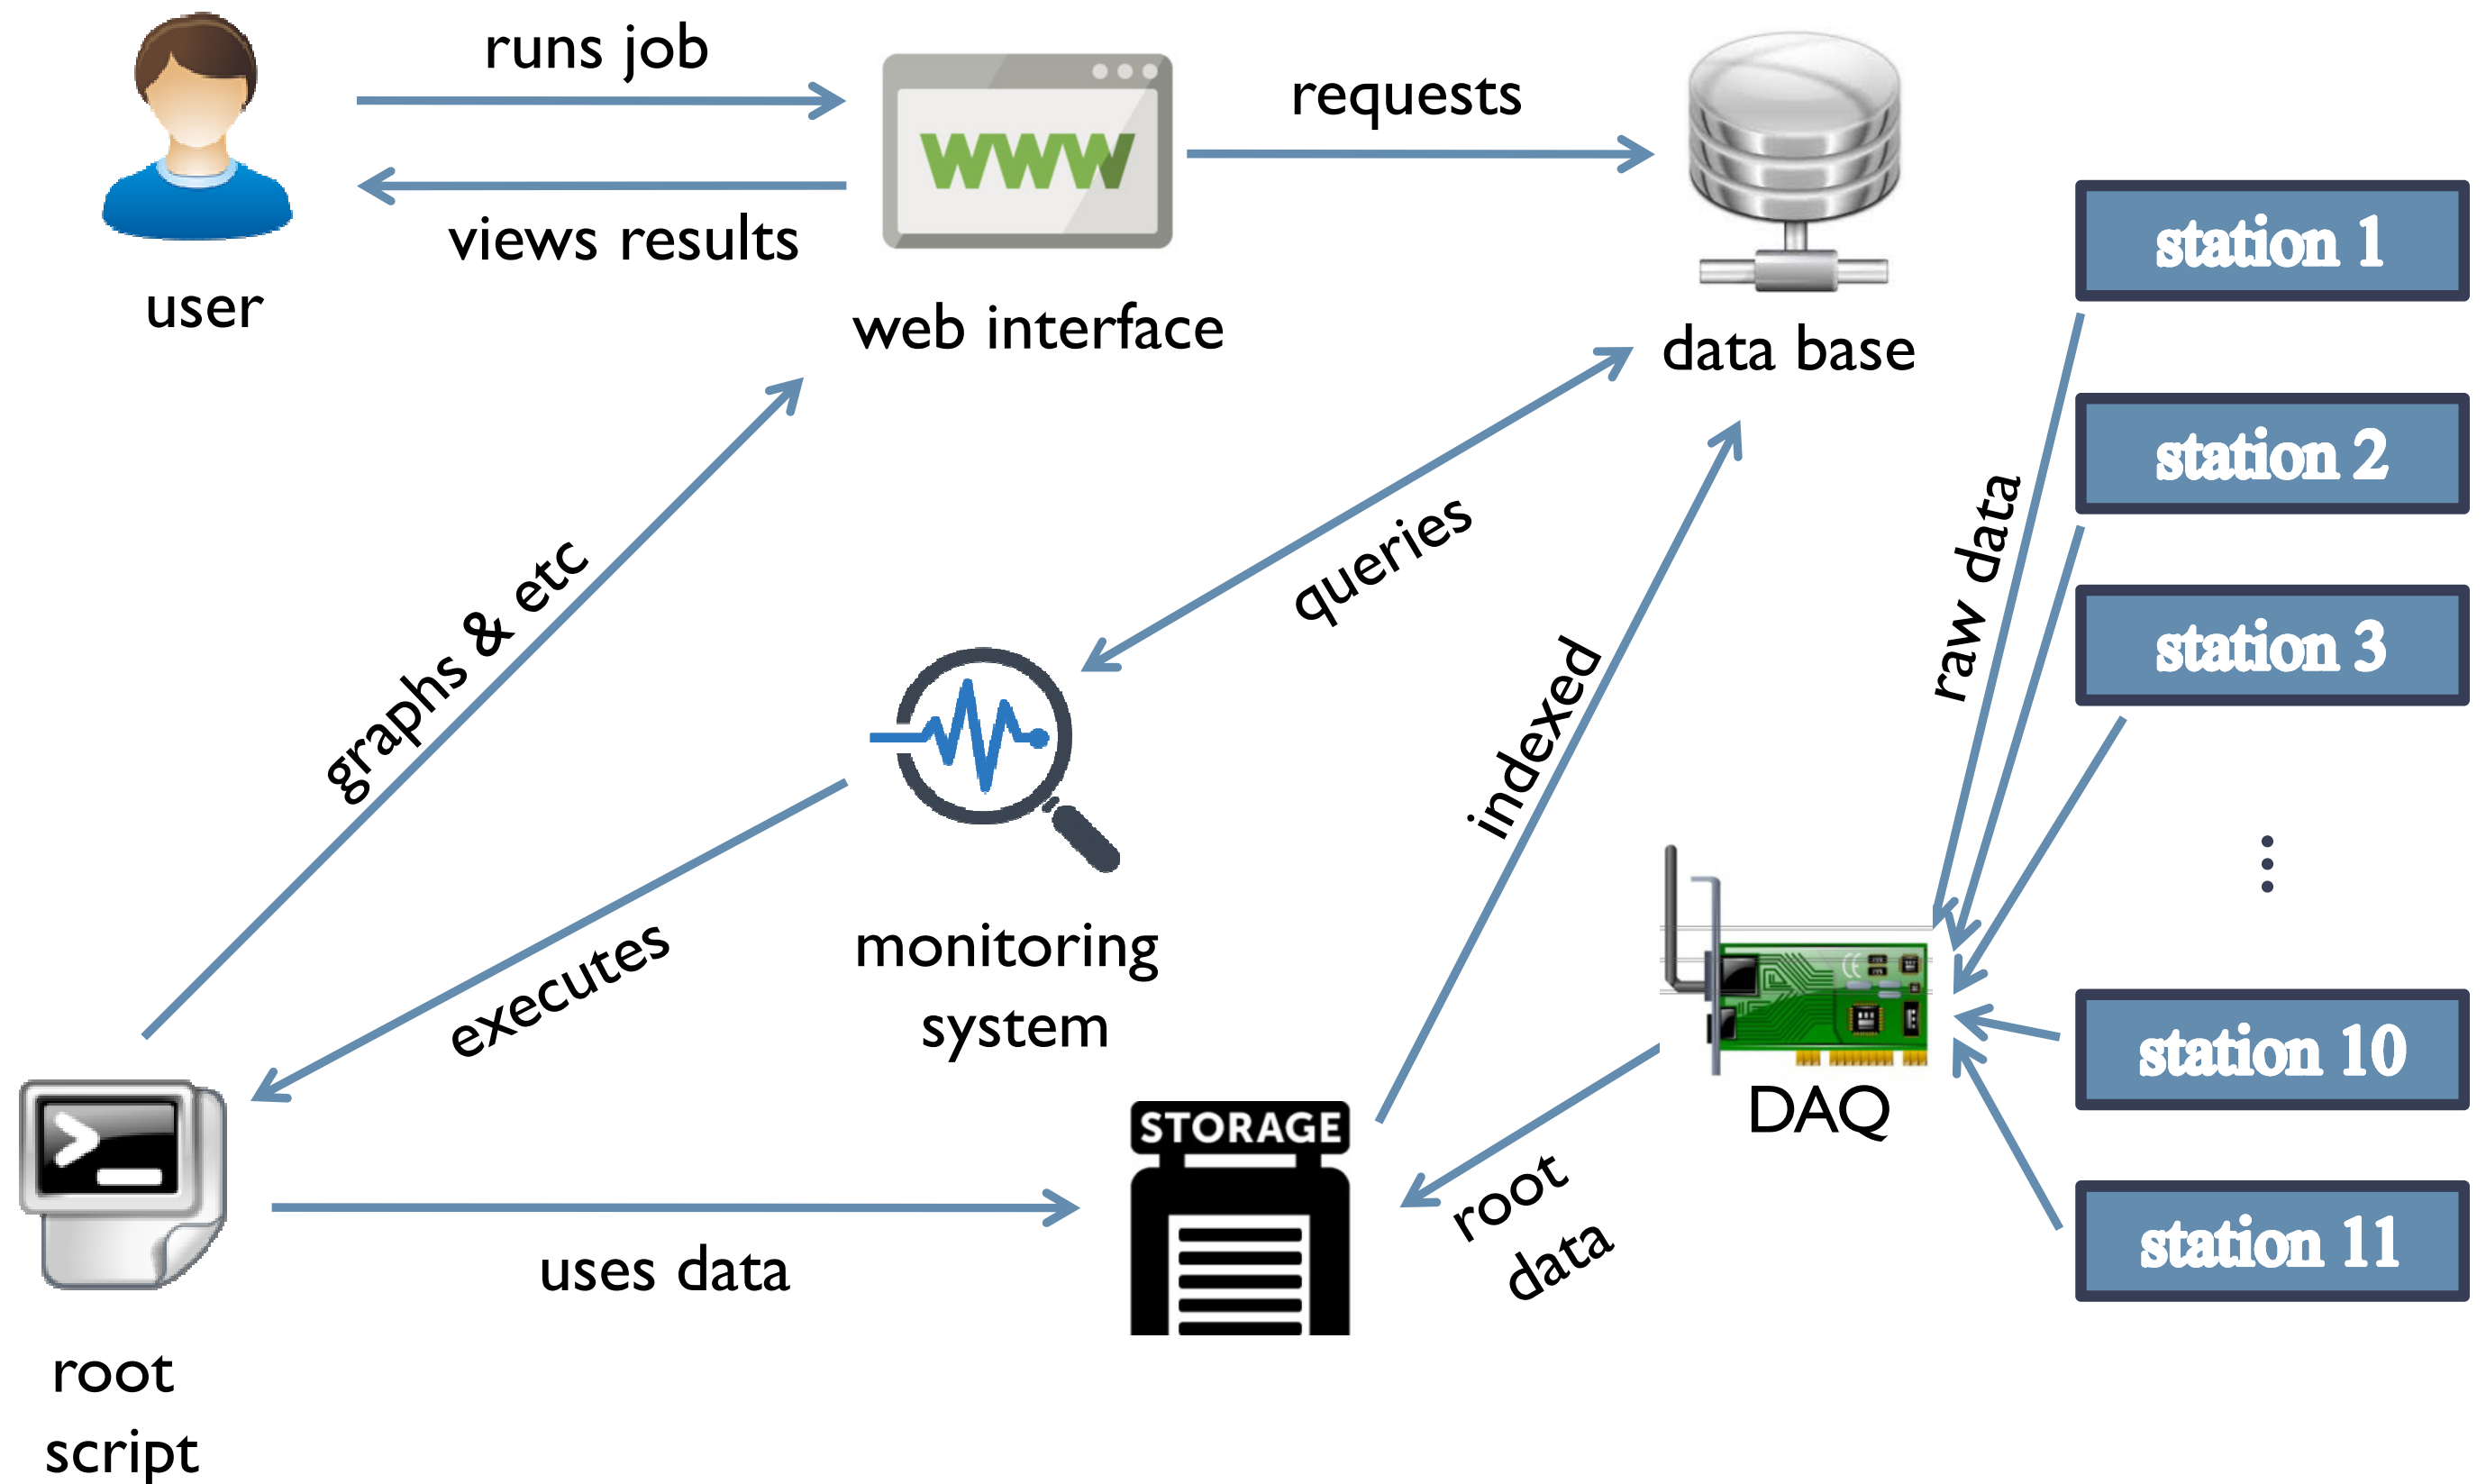 runs job
views results
user
www
web interface
requests
data base
station 1
station 2
station 3
raw data
queries
indexed
graphs & etc
monitoring
system
executes
DAQ
station 10
station 11
STORAGE
root
data
uses data
root
script